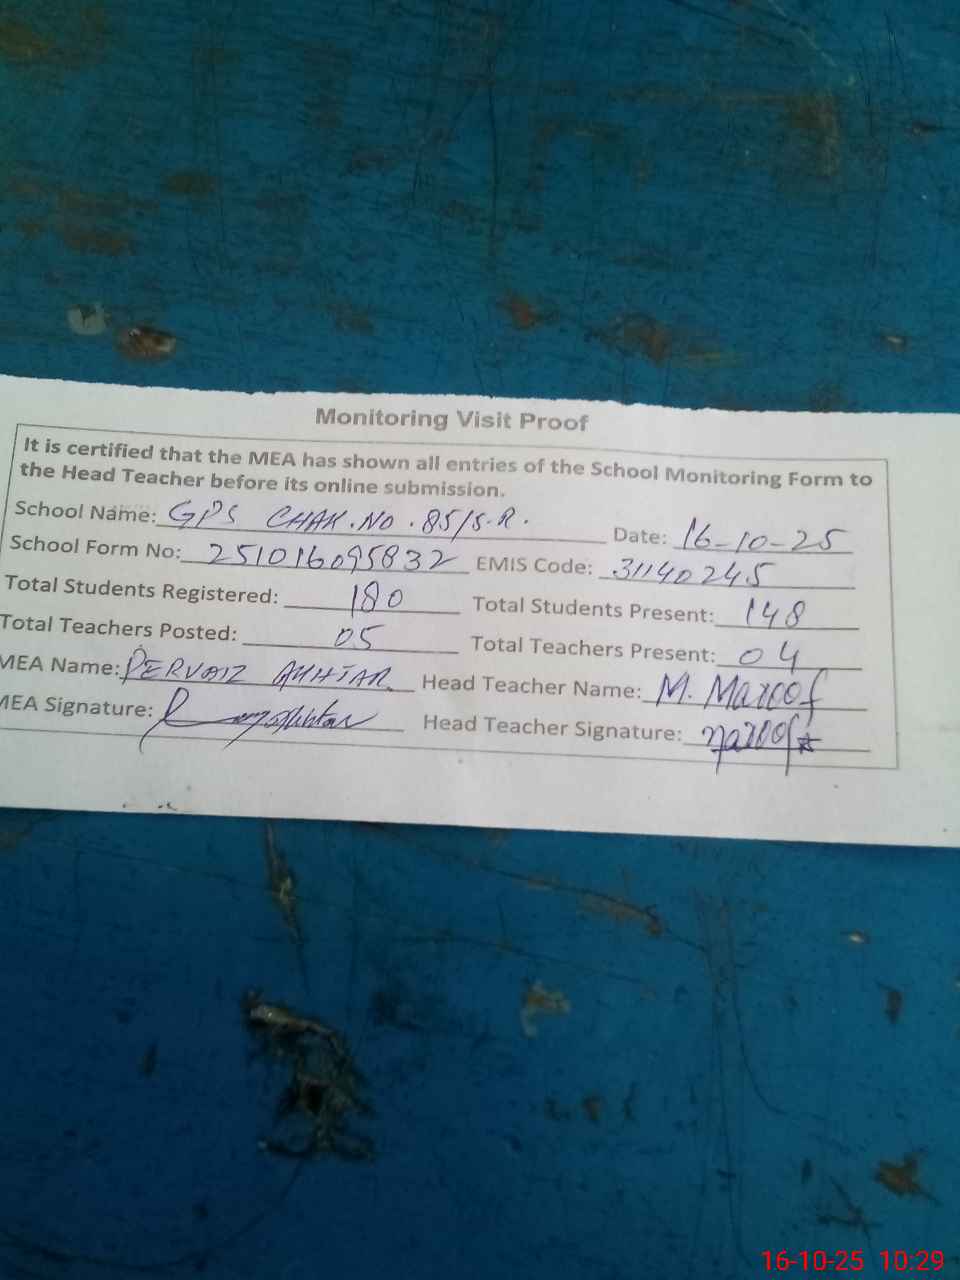 Monitoring Visit Proof
It is certified that the MEA has shown all entries of the School Monitoring Form to
the Head Teacher before its online submission.
School Name: GPS CHAK.NO.85/5.R. Date: 16-10-25
School Form No: 251016095832 EMIS Code: 31140245
Total Students Registered: 180 Total Students Present: 148
Total Teachers Posted: 05 Total Teachers Present: 04
MEA Name: PERVAIZ AKHTAR Head Teacher Name: M. Maroof
MEA Signature: Head Teacher Signature: Maroof
16-10-25 10:29